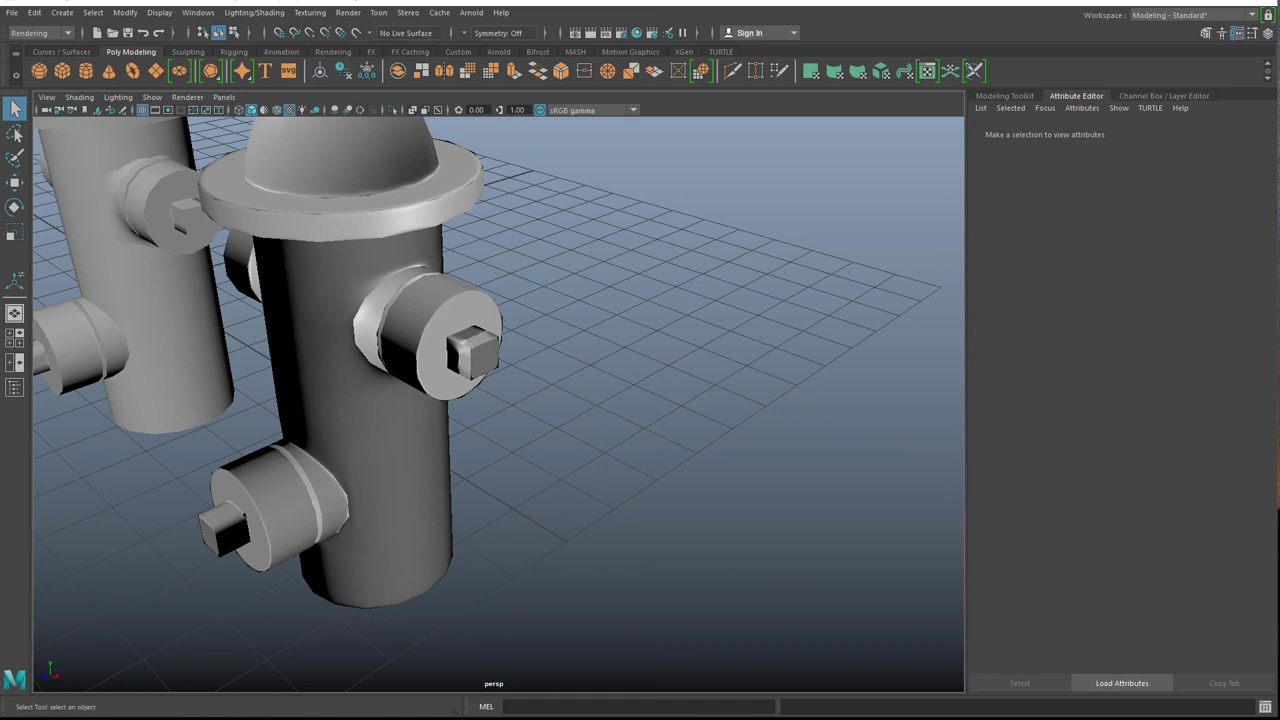 File Edit Create Select Modify Display Windows Lighting/Shading Texturing Render Toon Stereo Cache Arnold Help Workspace : Modeling - Standard*
Rendering No Live Surface Symmetry: Off Sign In
Curves / Surfaces Poly Modeling Sculpting Rigging Animation Rendering FX FX Caching Custom Arnold Bifrost MASH Motion Graphics XGen TURTLE
T SVG 0,0,0
View Shading Lighting Show Renderer Panels Modeling Toolkit Attribute Editor Channel Box / Layer Editor
List Selected Focus Attributes Show TURTLE Help
0.00 1.00 sRGB gamma
Make a selection to view attributes
y
x
persp
Select Load Attributes Copy Tab
M
Select Tool: select an object MEL